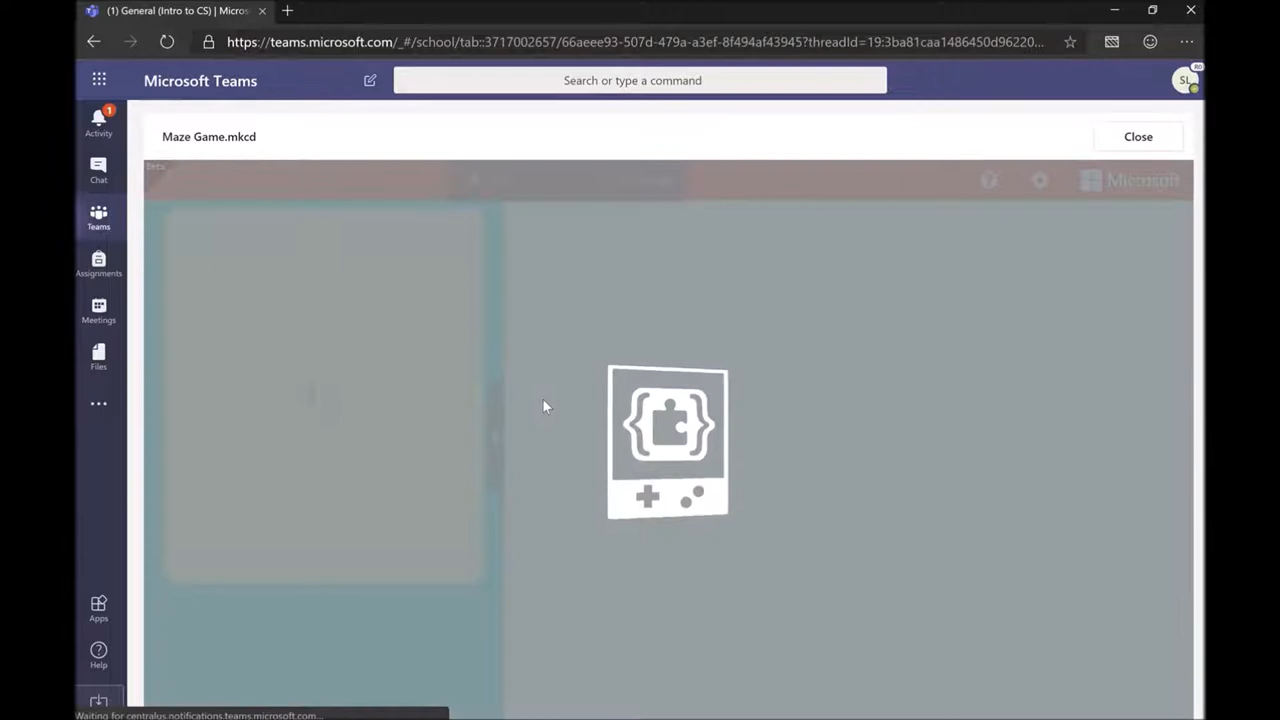 (1) General (Intro to CS) | Micros
https://teams.microsoft.com/_#/school/tab::3717002657/66aeee93-507d-479a-a3ef-8f494af43945?threadId=19:3ba81caa1486450d96220...
Microsoft Teams
Search or type a command
SL
1
Activity
Maze Game.mkcd
Close
Chat
Beta
Microsoft
Teams
Assignments
Meetings
Files
Apps
Help
Waiting for centralus.notifications.teams.microsoft.com...